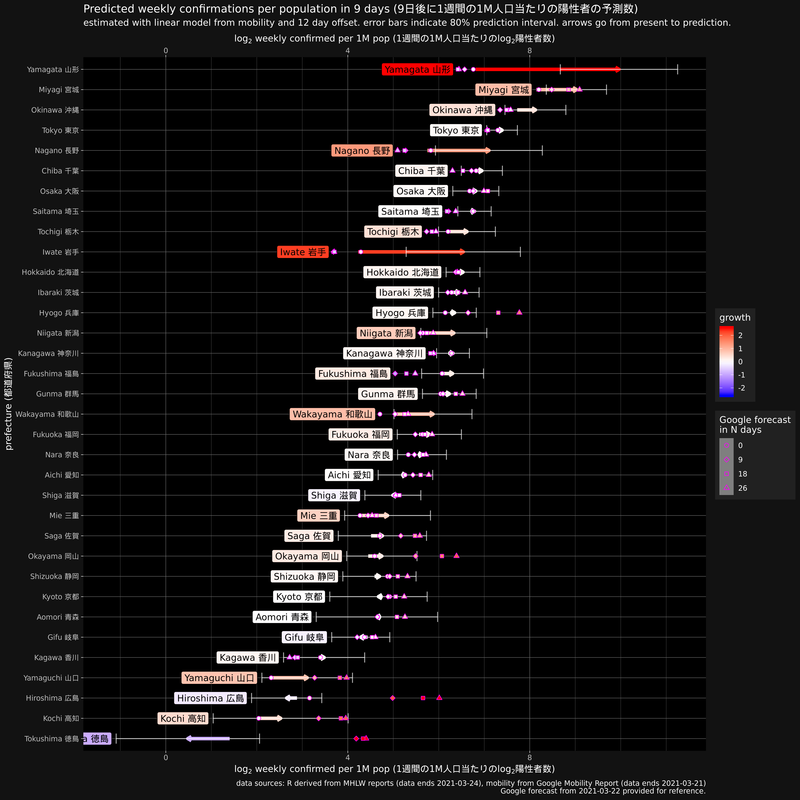 Predicted weekly confirmations per population in 9 days (9日後に1週間の1M人口当たりの陽性者の予測数)
estimated with linear model from mobility and 12 day offset. error bars indicate 80% prediction interval. arrows go from present to prediction.
log₂ weekly confirmed per 1M pop (1週間の1M人口当たりのlog₂陽性者数)
0 4 8
Yamagata 山形 Yamagata 山形
Miyagi 宮城 Miyagi 宮城
Okinawa 沖縄 Okinawa 沖縄
Tokyo 東京 Tokyo 東京
Nagano 長野 Nagano 長野
Chiba 千葉 Chiba 千葉
Osaka 大阪 Osaka 大阪
Saitama 埼玉 Saitama 埼玉
Tochigi 栃木 Tochigi 栃木
Iwate 岩手 Iwate 岩手
Hokkaido 北海道 Hokkaido 北海道
Ibaraki 茨城 Ibaraki 茨城
Hyogo 兵庫 Hyogo 兵庫
Niigata 新潟 Niigata 新潟
Kanagawa 神奈川 Kanagawa 神奈川
Fukushima 福島 Fukushima 福島
Gunma 群馬 Gunma 群馬
Wakayama 和歌山 Wakayama 和歌山
Fukuoka 福岡 Fukuoka 福岡
Nara 奈良 Nara 奈良
Aichi 愛知 Aichi 愛知
Shiga 滋賀 Shiga 滋賀
Mie 三重 Mie 三重
Saga 佐賀 Saga 佐賀
Okayama 岡山 Okayama 岡山
Shizuoka 静岡 Shizuoka 静岡
Kyoto 京都 Kyoto 京都
Aomori 青森 Aomori 青森
Gifu 岐阜 Gifu 岐阜
Kagawa 香川 Kagawa 香川
Yamaguchi 山口 Yamaguchi 山口
Hiroshima 広島 Hiroshima 広島
Kochi 高知 Kochi 高知
Tokushima 徳島 a 徳島
0 4 8
log₂ weekly confirmed per 1M pop (1週間の1M人口当たりのlog₂陽性者数)
prefecture (都道府県)
growth
2
1
0
-1
-2
Google forecast
in N days
0
9
18
26
data sources: R derived from MHLW reports (data ends 2021-03-24), mobility from Google Mobility Report (data ends 2021-03-21)
Google forecast from 2021-03-22 provided for reference.